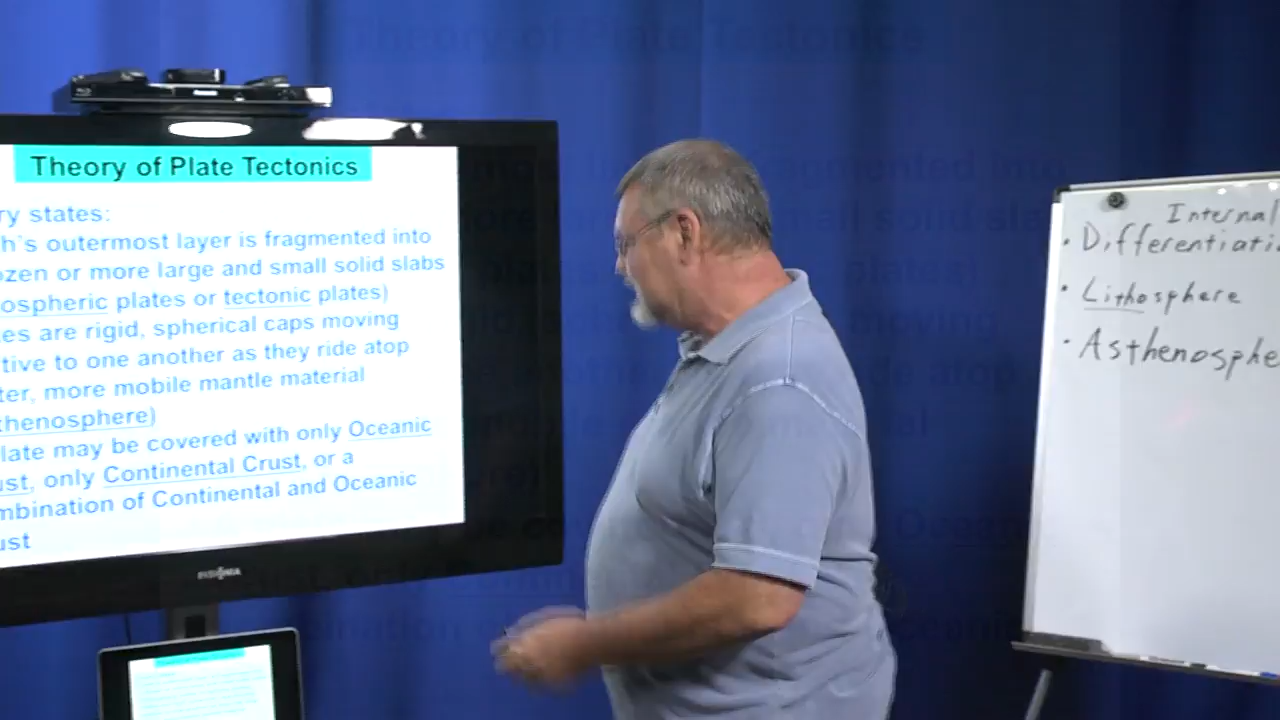 Theory of Plate Tectonics
ry states:
h's outermost layer is fragmented into
ozen or more large and small solid slabs
ospheric plates or tectonic plates)
es are rigid, spherical caps moving
tive to one another as they ride atop
ter, more mobile mantle material
thenosphere)
late may be covered with only Oceanic
ust, only Continental Crust, or a
mbination of Continental and Oceanic
ust
INSIGNIA
Internal
• Differentiati
• Lithosphere
• Asthenosphe